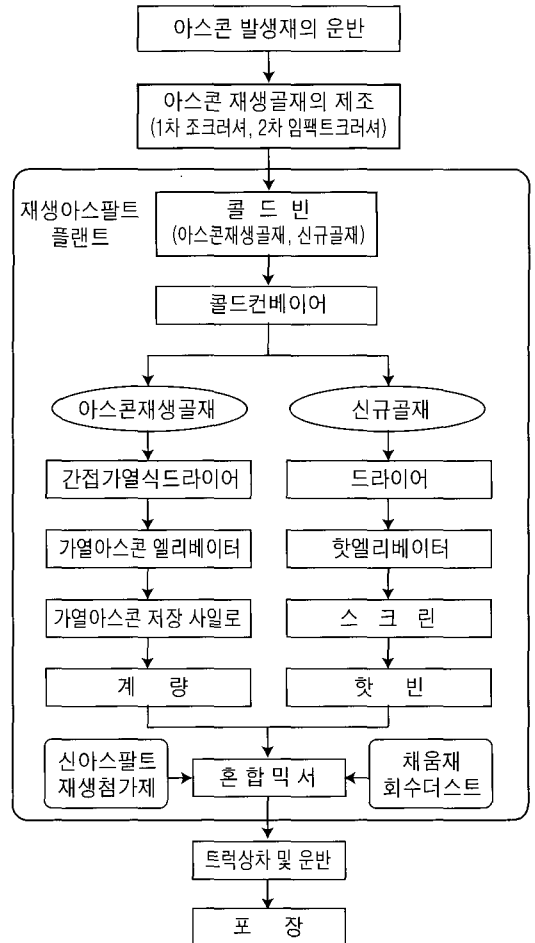 아스콘 발생재의 운반
아스콘 재생골재의 제조
(1차 조크러셔, 2차 임팩트크러셔)
재생아스팔트
플랜트
콜 드 빈
(아스콘재생골재, 신규골재)
콜드컨베이어
아스콘재생골재
신규골재
간접가열식드라이어
드라이어
가열아스콘 엘리베이터
핫엘리베이터
가열아스콘 저장 사일로
스 크 린
계 량
핫 빈
신아스팔트
재생첨가제
혼 합 믹 서
채움재
회수더스트
트럭상차 및 운반
포 장